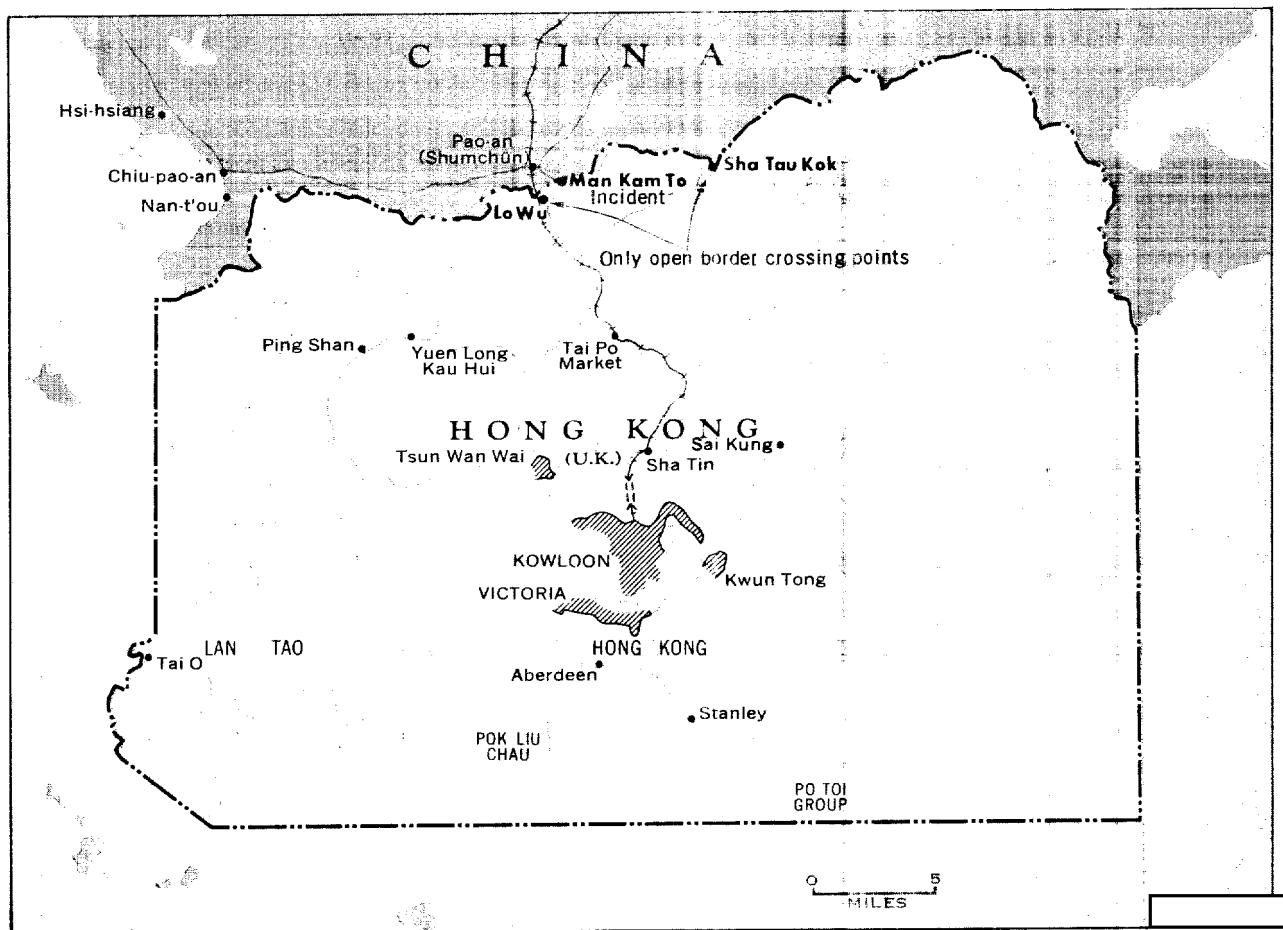 CHINA
Hsi-hsiang
Pao-an
(Shumchŭn)
Sha Tau Kok
Chiu-pao-an
Man Kam To
Incident
Nan-t'ou
Lo Wu
Only open border crossing points
Ping Shan
Yuen Long
Kau Hui
Tai Po
Market
HONG KONG
(U.K.)
Tsun Wan Wai
Sai Kung
Sha Tin
KOWLOON
Kwun Tong
VICTORIA
LAN TAO
HONG KONG
Tai O
Aberdeen
Stanley
POK LIU
CHAU
PO TOI
GROUP
0 5
MILES